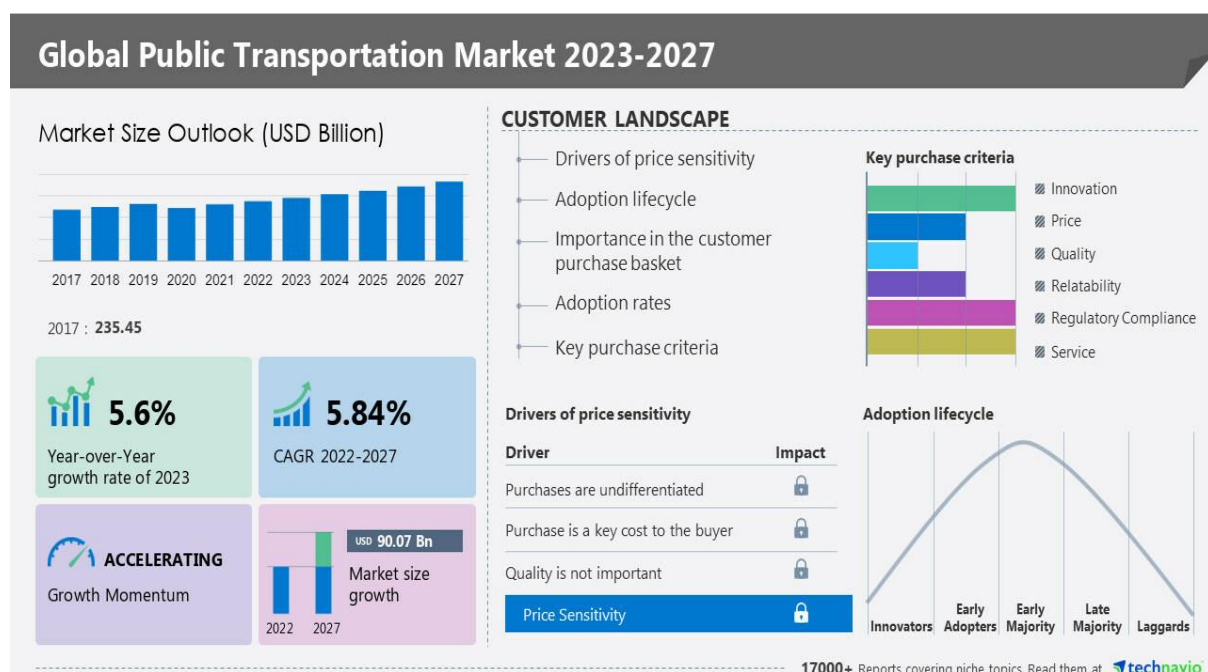 Global Public Transportation Market 2023-2027
Market Size Outlook (USD Billion)
2017 2018 2019 2020 2021 2022 2023 2024 2025 2026 2027
2017 : 235.45
5.6%
Year-over-Year
growth rate of 2023
5.84%
CAGR 2022-2027
ACCELERATING
Growth Momentum
USD 90.07 Bn
Market size
growth
2022 2027
CUSTOMER LANDSCAPE
Drivers of price sensitivity
Adoption lifecycle
Importance in the customer
purchase basket
Adoption rates
Key purchase criteria
Key purchase criteria
Innovation
Price
Quality
Relatability
Regulatory Compliance
Service
Drivers of price sensitivity
Driver Impact
Purchases are undifferentiated
Purchase is a key cost to the buyer
Quality is not important
Price Sensitivity
Adoption lifecycle
Innovators
Early
Adopters
Early
Majority
Late
Majority
Laggards
17000+ Reports covering niche topics. Read them at technavio